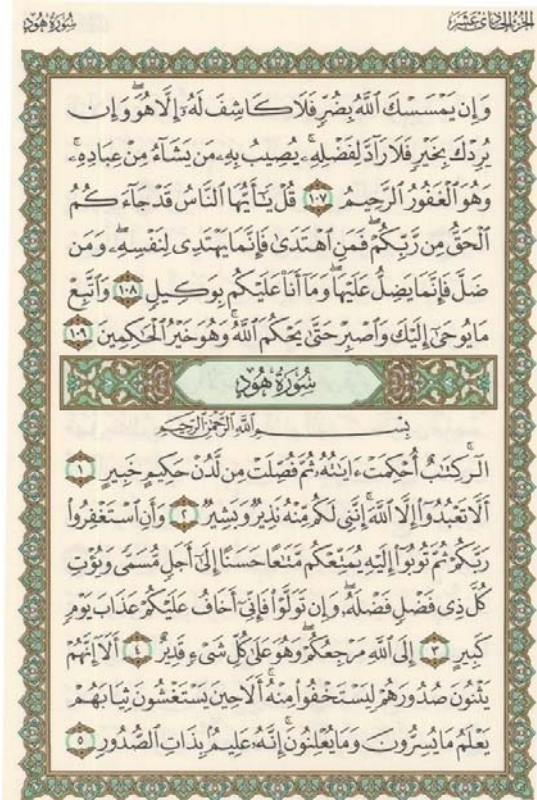 الجزء الحادي عشر
سورة هود
وَإِن يَمْسَسْكَ ٱللَّهُ بِضُرٍّ فَلَا كَاشِفَ لَهُۥٓ إِلَّا هُوَۖ وَإِن
يُرِدْكَ بِخَيْرٍ فَلَا رَآدَّ لِفَضْلِهِۦۚ يُصِيبُ بِهِۦ مَن يَشَآءُ مِنْ عِبَادِهِۦۚ
وَهُوَ ٱلْغَفُورُ ٱلرَّحِيمُ ١٠٧ قُلْ يَٰٓأَيُّهَا ٱلنَّاسُ قَدْ جَآءَكُمُ
ٱلْحَقُّ مِن رَّبِّكُمْۖ فَمَنِ ٱهْتَدَىٰ فَإِنَّمَا يَهْتَدِى لِنَفْسِهِۦۖ وَمَن
ضَلَّ فَإِنَّمَا يَضِلُّ عَلَيْهَاۖ وَمَآ أَنَا۠ عَلَيْكُم بِوَكِيلٍ ١٠٨ وَٱتَّبِعْ
مَا يُوحَىٰٓ إِلَيْكَ وَٱصْبِرْ حَتَّىٰ يَحْكُمَ ٱللَّهُۚ وَهُوَ خَيْرُ ٱلْحَٰكِمِينَ ١٠٩
سُورَةُ هُودٍ
بِسْمِ ٱللَّهِ ٱلرَّحْمَٰنِ ٱلرَّحِيمِ
الٓرۚ كِتَٰبٌ أُحْكِمَتْ ءَايَٰتُهُۥ ثُمَّ فُصِّلَتْ مِن لَّدُنْ حَكِيمٍ خَبِيرٍ ١
أَلَّا تَعْبُدُوٓا۟ إِلَّا ٱللَّهَۚ إِنَّنِى لَكُم مِّنْهُ نَذِيرٌ وَبَشِيرٌ ٢ وَأَنِ ٱسْتَغْفِرُوا۟
رَبَّكُمْ ثُمَّ تُوبُوٓا۟ إِلَيْهِ يُمَتِّعْكُم مَّتَٰعًا حَسَنًا إِلَىٰٓ أَجَلٍ مُّسَمًّى وَيُؤْتِ
كُلَّ ذِى فَضْلٍ فَضْلَهُۥۖ وَإِن تَوَلَّوْا۟ فَإِنِّىٓ أَخَافُ عَلَيْكُمْ عَذَابَ يَوْمٍ
كَبِيرٍ ٣ إِلَى ٱللَّهِ مَرْجِعُكُمْۖ وَهُوَ عَلَىٰ كُلِّ شَىْءٍ قَدِيرٌ ٤ أَلَآ إِنَّهُمْ
يَثْنُونَ صُدُورَهُمْ لِيَسْتَخْفُوا۟ مِنْهُۚ أَلَا حِينَ يَسْتَغْشُونَ ثِيَابَهُمْ
يَعْلَمُ مَا يُسِرُّونَ وَمَا يُعْلِنُونَۚ إِنَّهُۥ عَلِيمٌۢ بِذَاتِ ٱلصُّدُورِ ٥